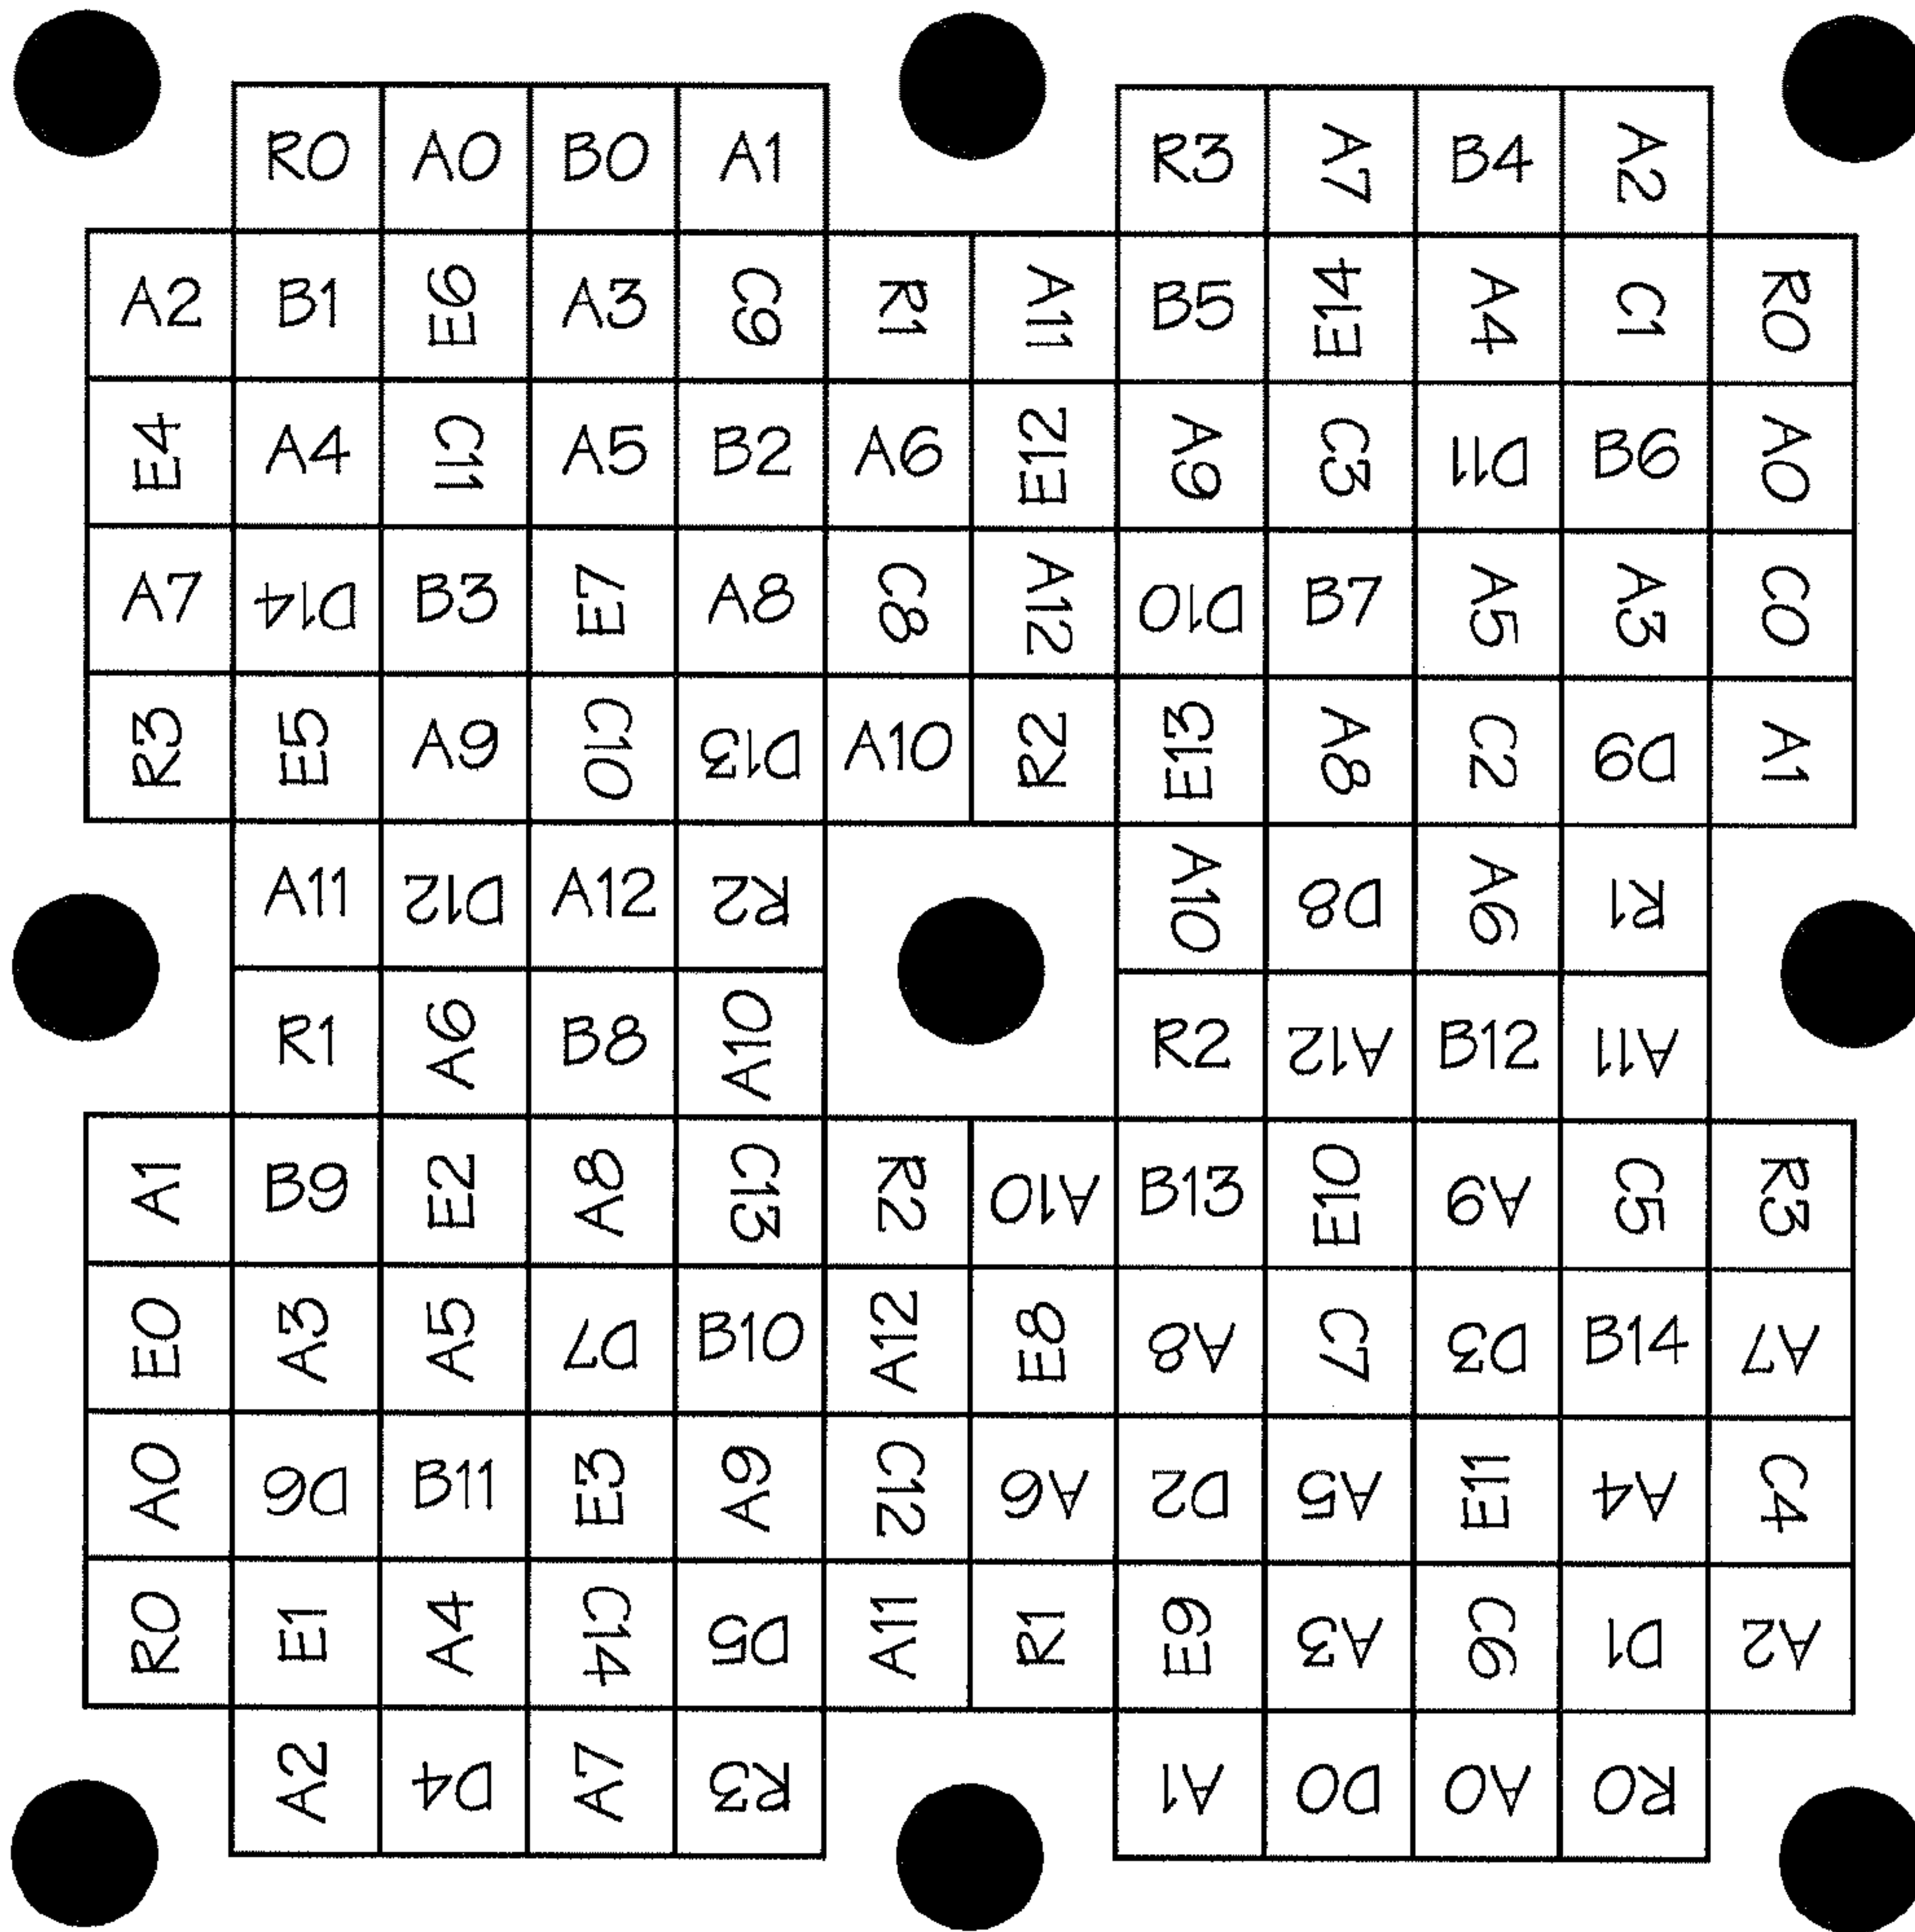 R0 A0 B0 A1 R3 A7 B4 A2
A2 B1 E9 A3 C9 R1 A11 B5 E14 A4 C1 R0
E4 A4 C11 A5 B2 A6 E12 A9 C3 D11 B6 A0
A7 D14 B3 E7 A8 C8 A12 D10 B7 A5 A3 C0
R3 E5 A9 C10 D13 A10 R2 E13 A8 C2 D9 A1
A11 D12 A12 R2 A10 D8 A6 R1
R1 A6 B8 A10 R2 A12 B12 A11
A1 B9 E2 A8 C13 R2 A10 B13 E10 A9 C5 R3
E0 A3 A5 D7 B10 A12 E8 A8 C7 D3 B14 A7
A0 D6 B11 E3 A9 C12 A6 D2 A5 E11 A4 C4
R0 E1 A4 C14 D5 A11 R1 E6 A3 C6 D1 A2
A2 D4 A7 R3 A1 D0 A0 R0